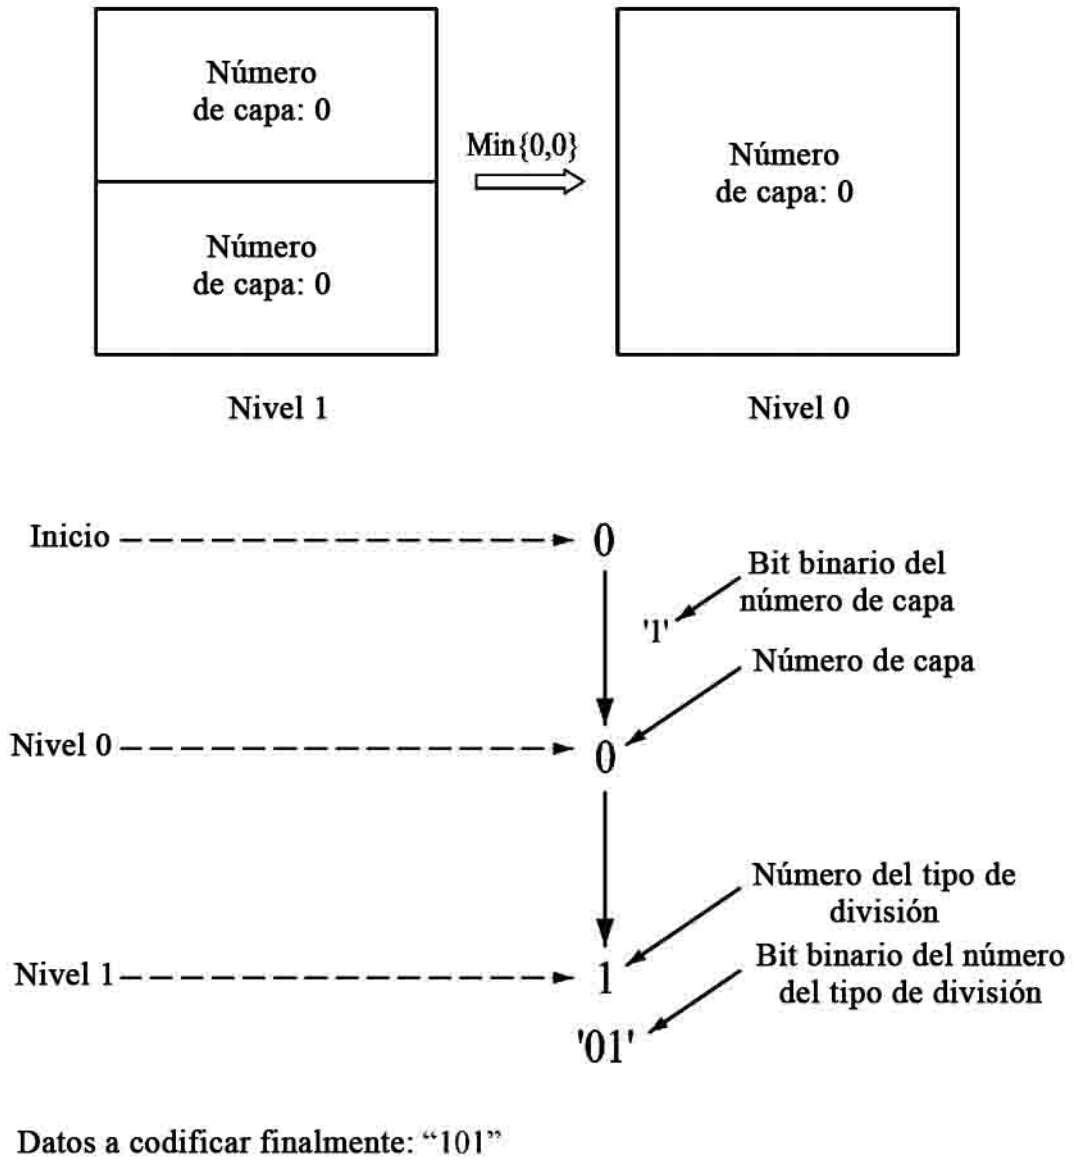 Número
de capa: 0
Número
de capa: 0
Min{0,0}
Número
de capa: 0
Nivel 1
Nivel 0
Inicio
0
Bit binario del
número de capa
'1'
Número de capa
Nivel 0
0
Número del tipo de
división
Nivel 1
1
Bit binario del número
del tipo de división
'01'
Datos a codificar finalmente: “101”